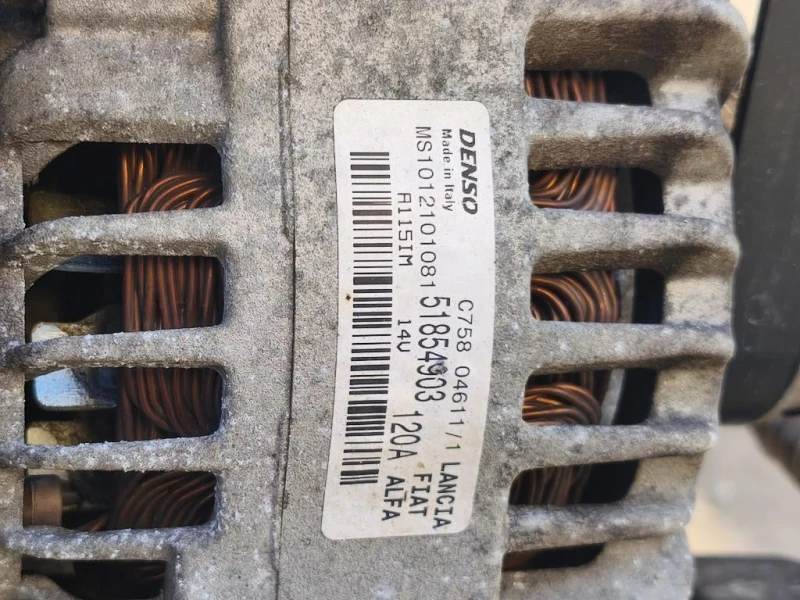 DENSO
Made in Italy
C758 04611/1 LANCIA
MS1012101081 51854903 FIAT
A115IM 14V 120A ALFA